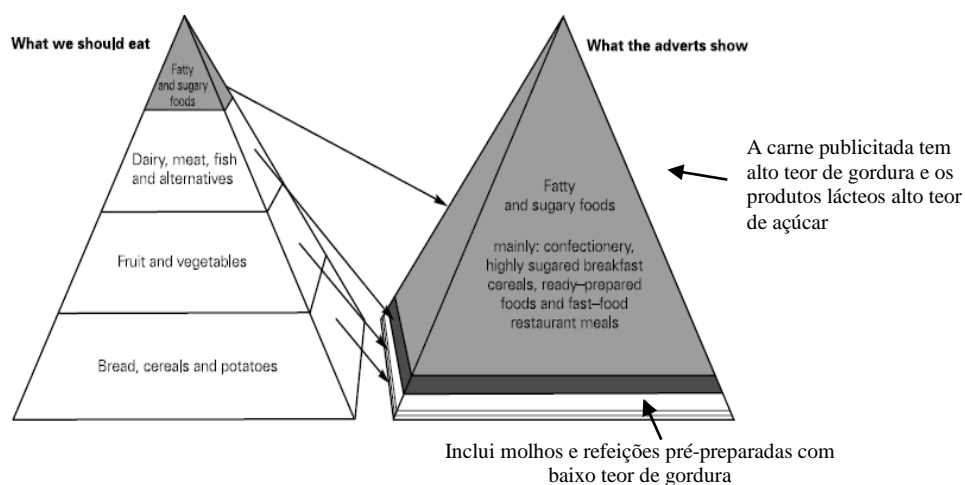 What we should eat
Fatty
and sugary
foods
Dairy, meat, fish
and alternatives
Fruit and vegetables
Bread, cereals and potatoes
What the adverts show
Fatty
and sugary foods
mainly: confectionery,
highly sugared breakfast
cereals, ready–prepared
foods and fast–food
restaurant meals
A carne publicitada tem
alto teor de gordura e os
produtos lácteos alto teor
de açúcar
Inclui molhos e refeições pré-preparadas com
baixo teor de gordura